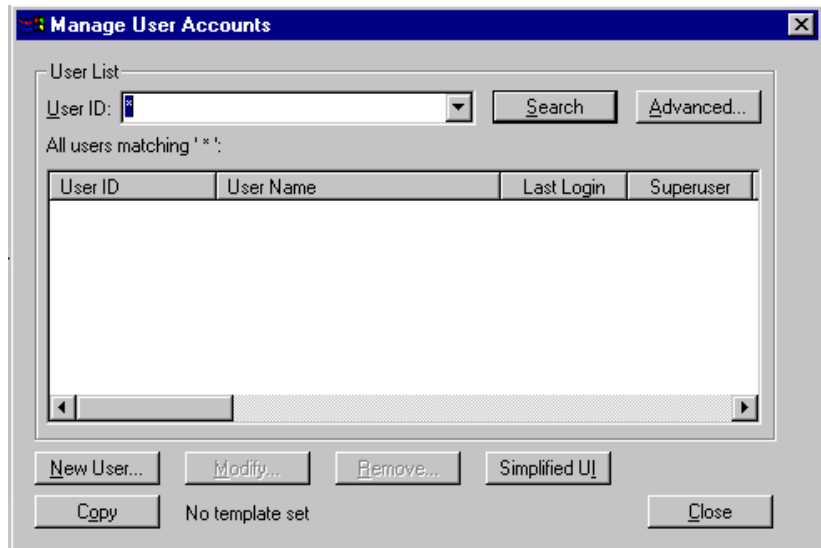 Manage User Accounts
User List
User ID: * Search Advanced...
All users matching ' * ':
User ID User Name Last Login Superuser
New User... Modify... Remove... Simplified UI
Copy No template set Close